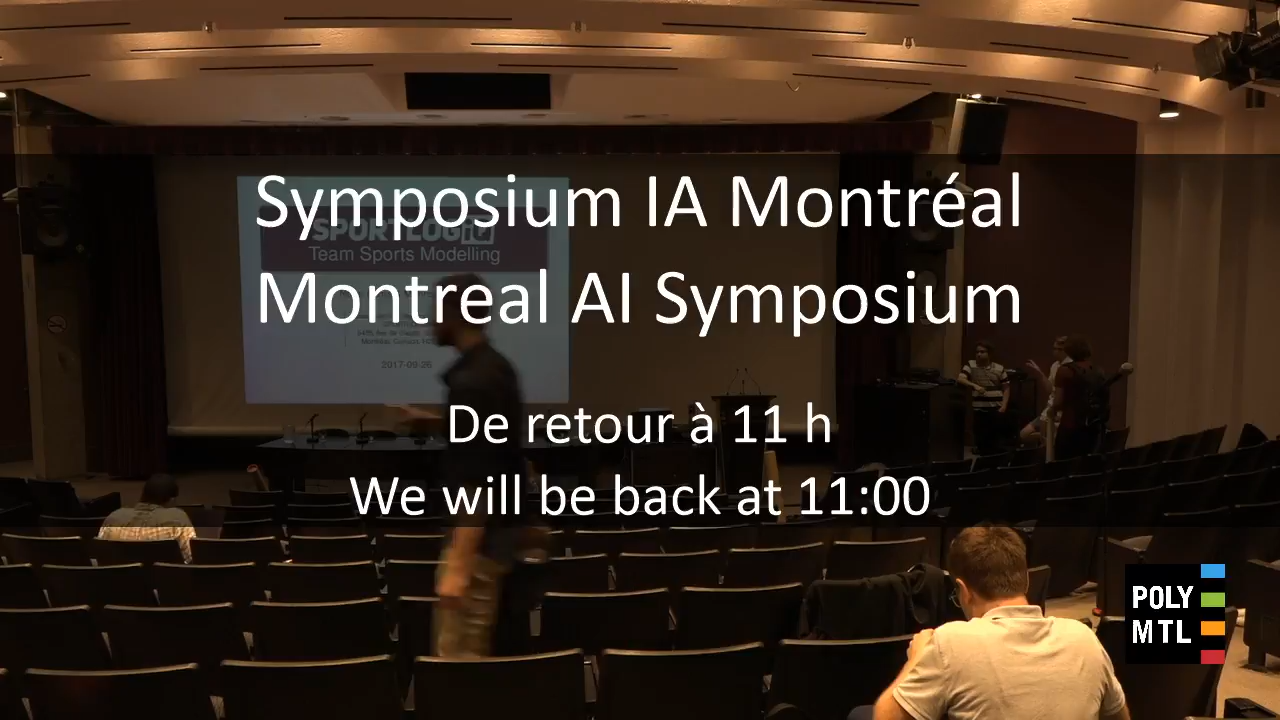 Symposium IA Montréal
SPORTLOGiQ
Team Sports Modelling
Montreal AI Symposium
2017-09-26
De retour à 11 h
We will be back at 11:00
POLY
MTL